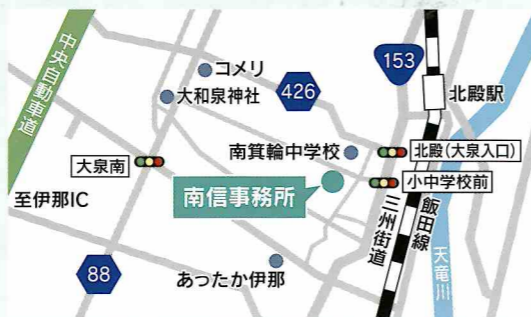 中央自動車道
コメリ
大和泉神社
426
153
北殿駅
南箕輪中学校
北殿(大泉入口)
大泉南
小中学校前
南信事務所
至伊那IC
三州街道
飯田線
天竜川
88
あったか伊那